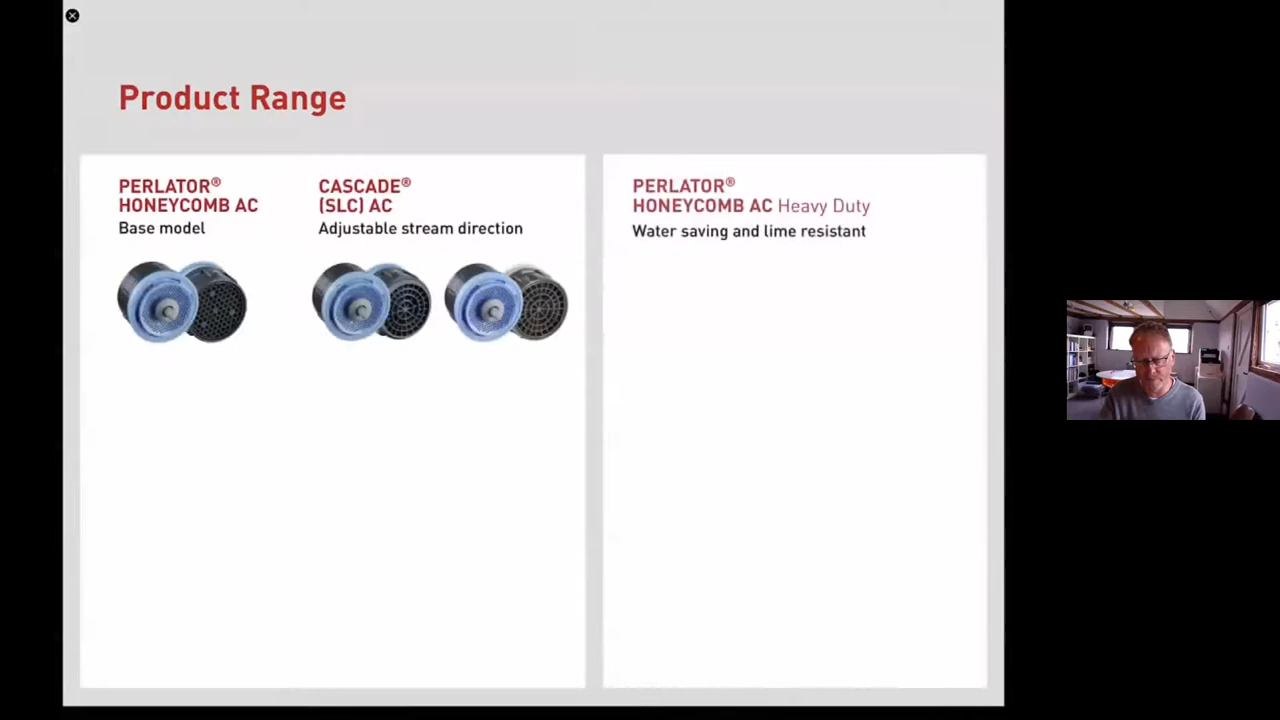 Product Range
PERLATOR®
HONEYCOMB AC
Base model
CASCADE®
(SLC) AC
Adjustable stream direction
PERLATOR®
HONEYCOMB AC Heavy Duty
Water saving and lime resistant